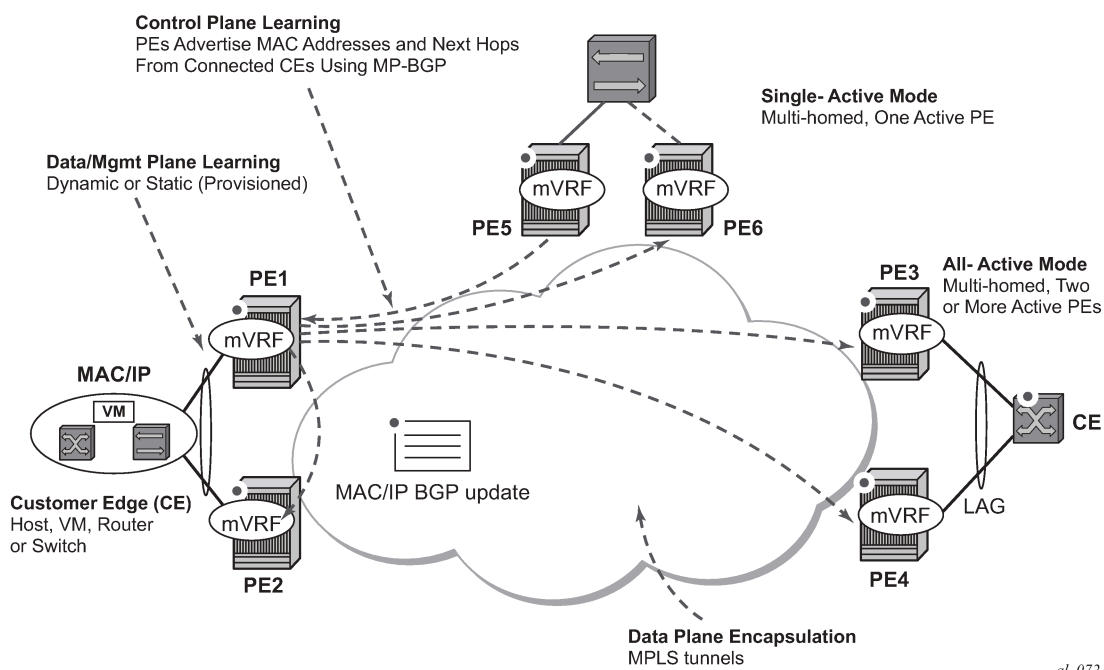 Control Plane Learning
PEs Advertise MAC Addresses and Next Hops
From Connected CEs Using MP-BGP
Single- Active Mode
Multi-homed, One Active PE
Data/Mgmt Plane Learning
Dynamic or Static (Provisioned)
mVRF
mVRF
PE5
PE6
PE1
PE3
All- Active Mode
Multi-homed, Two
or More Active PEs
mVRF
mVRF
MAC/IP
VM
CE
MAC/IP BGP update
Customer Edge (CE)
Host, VM, Router
or Switch
mVRF
mVRF
LAG
PE2
PE4
Data Plane Encapsulation
MPLS tunnels